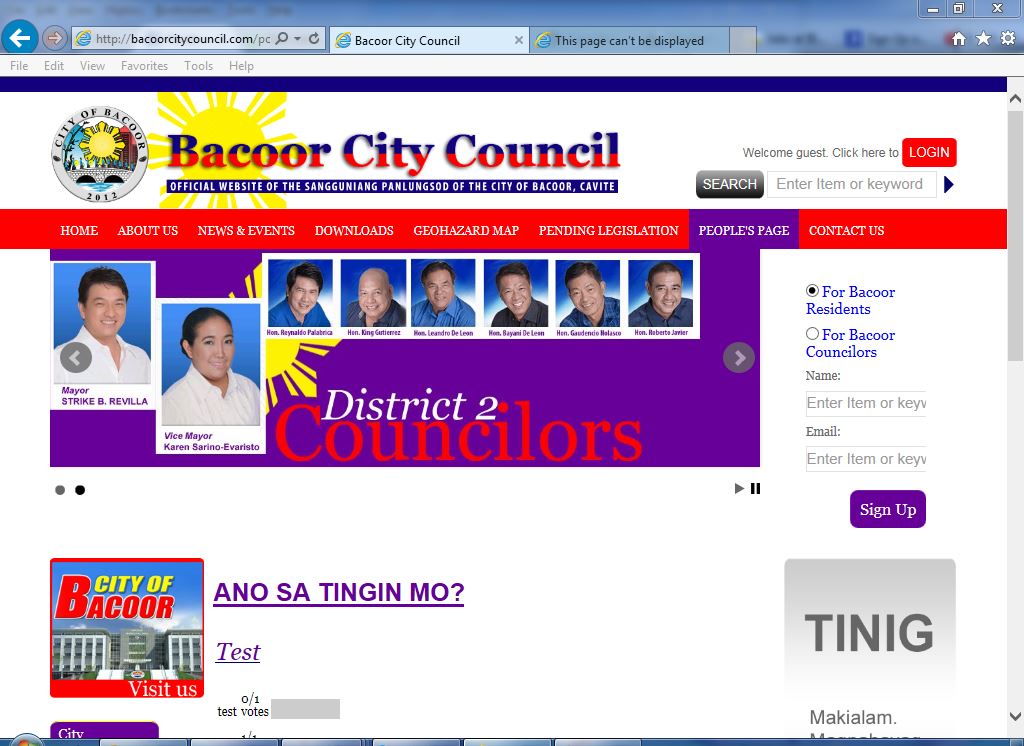 http://bacoorcitycouncil.com/pc
Bacoor City Council
This page can't be displayed
File Edit View Favorites Tools Help
CITY OF BACOOR
2012
Bacoor City Council
OFFICIAL WEBSITE OF THE SANGGUNIANG PANLUNGSOD OF THE CITY OF BACOOR, CAVITE
Welcome guest. Click here to LOGIN
SEARCH Enter Item or keyword
HOME ABOUT US NEWS & EVENTS DOWNLOADS GEOHAZARD MAP PENDING LEGISLATION PEOPLE'S PAGE CONTACT US
Hon. Reynaldo Palabrica Hon. King Gutierrez Hon. Leandro De Leon Hon. Bayani De Leon Hon. Gaudencio Nolasco Hon. Roberto Javier
Mayor
STRIKE B. REVILLA
Vice Mayor
Karen Sarino-Evaristo
District 2
Councilors
For Bacoor
Residents
For Bacoor
Councilors
Name:
Enter Item or keyw
Email:
Enter Item or keyw
Sign Up
CITY OF
BACOOR
Visit us
City
ANO SA TINGIN MO?
Test
0/1
test votes
1/1
TINIG
Makialam.